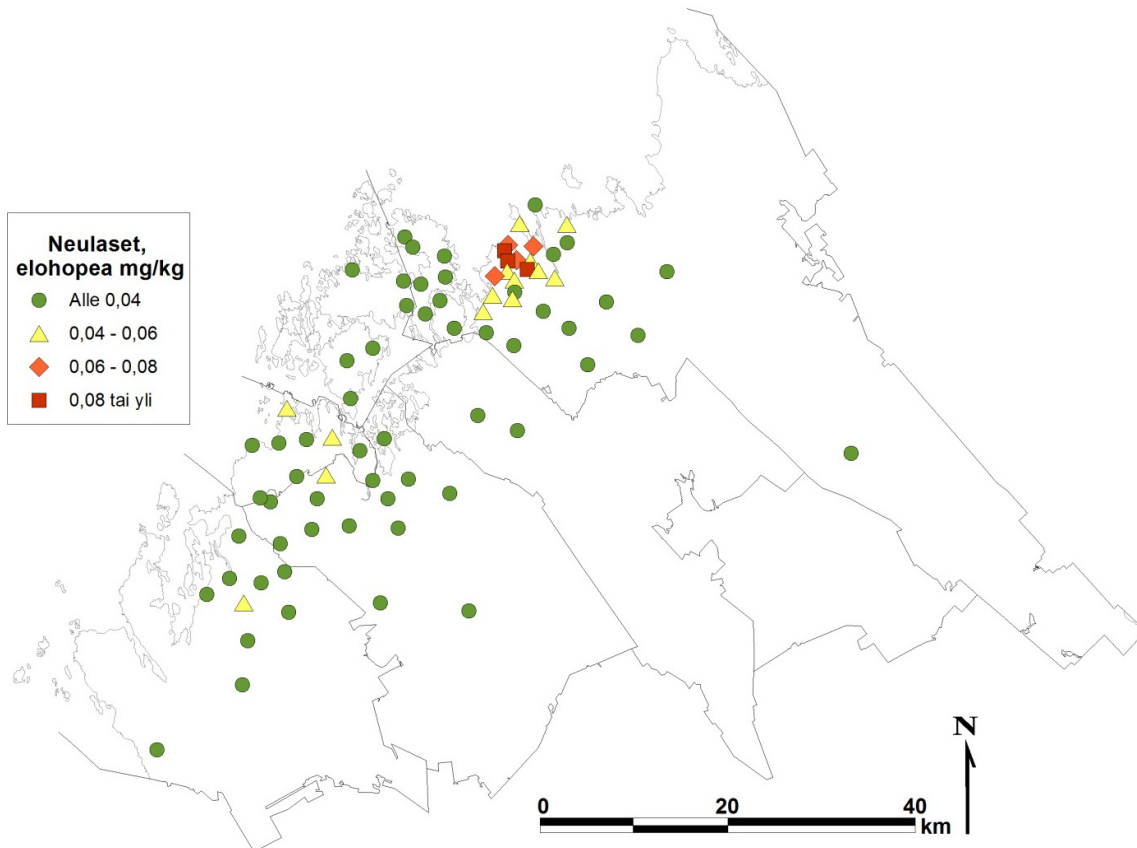 Neulaset,
elohopea mg/kg
Alle 0,04
0,04 - 0,06
0,06 - 0,08
0,08 tai yli
N
0 20 40
km